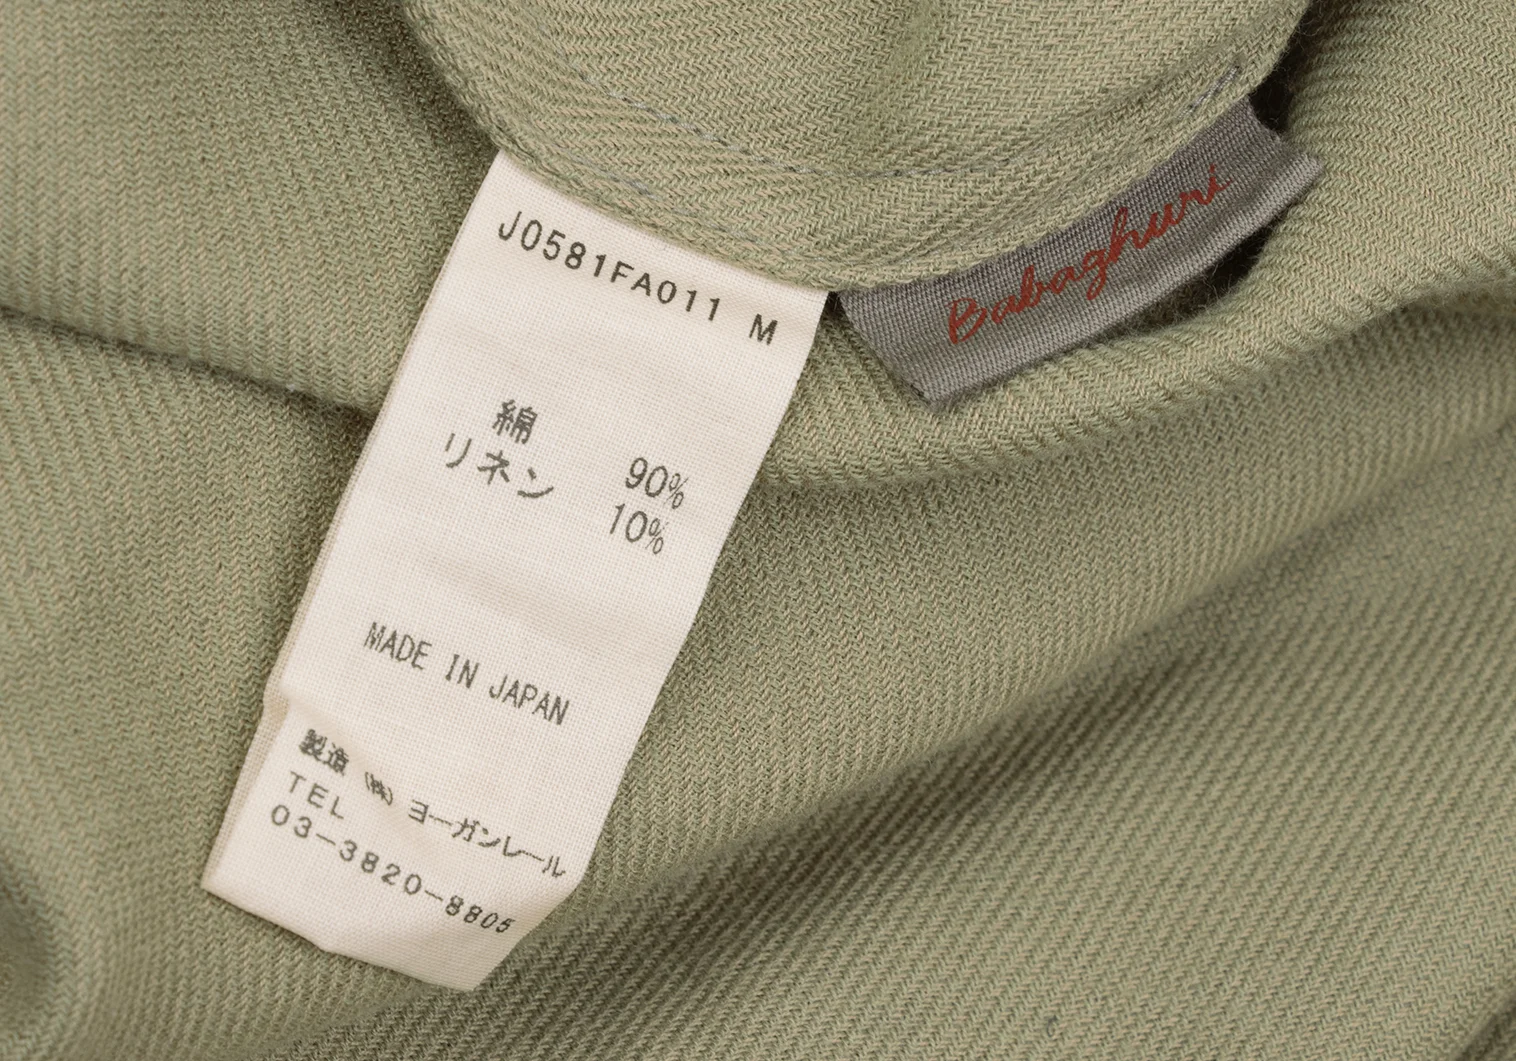 J0581FA011 M
Babaghuri
綿 90%
リネン 10%
MADE IN JAPAN
製造 ㈱ ヨーガンレール
TEL
03-3820-8805